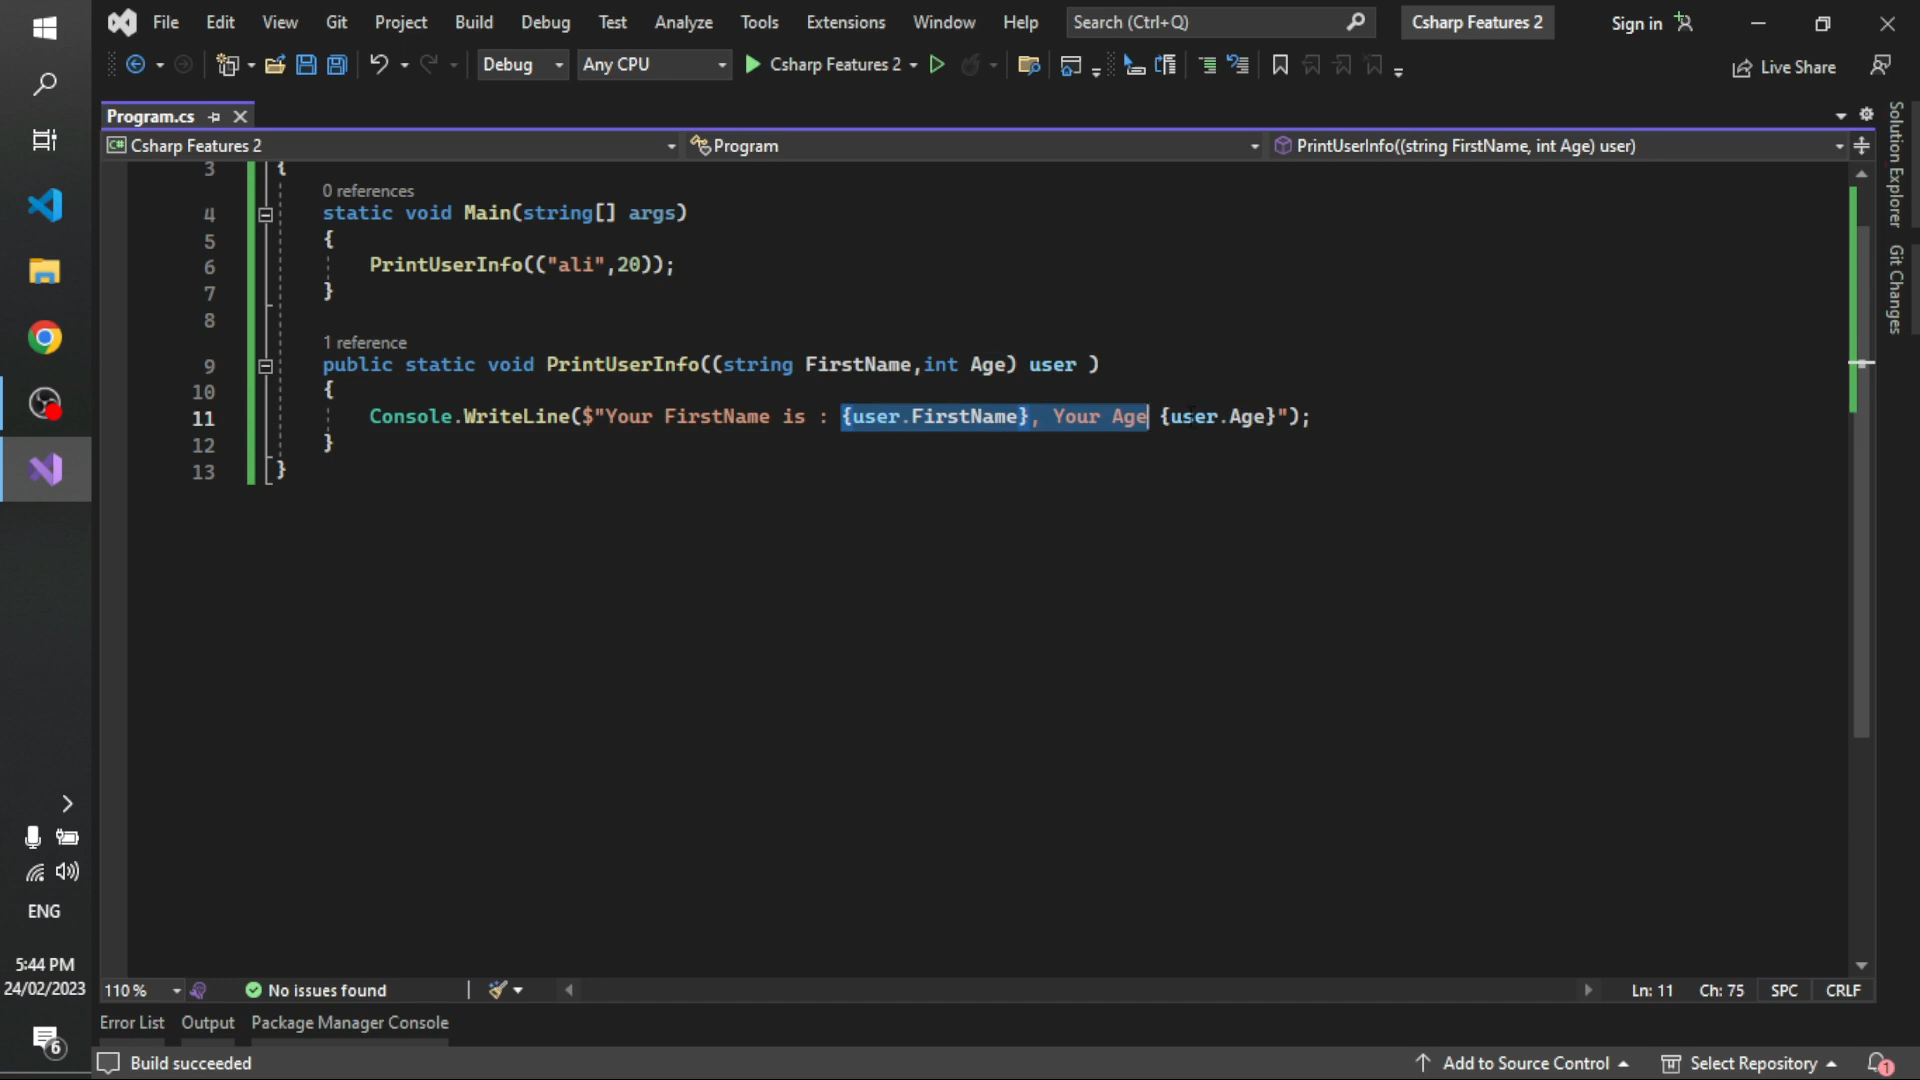 File Edit View Git Project Build Debug Test Analyze Tools Extensions Window Help Search (Ctrl+Q) Csharp Features 2 Sign in
Debug Any CPU Csharp Features 2 Live Share
Program.cs
Csharp Features 2 Program PrintUserInfo((string FirstName, int Age) user)
Solution Explorer
Git Changes
3 {
0 references
4 static void Main(string[] args)
5 {
6 PrintUserInfo(("ali",20));
7 }
8
1 reference
9 public static void PrintUserInfo((string FirstName,int Age) user )
10 {
11 Console.WriteLine($"Your FirstName is : {user.FirstName}, Your Age {user.Age}");
12 }
13 }
ENG
5:44 PM
24/02/2023
6
110 % No issues found Ln: 11 Ch: 75 SPC CRLF
Error List Output Package Manager Console
Build succeeded Add to Source Control Select Repository 1